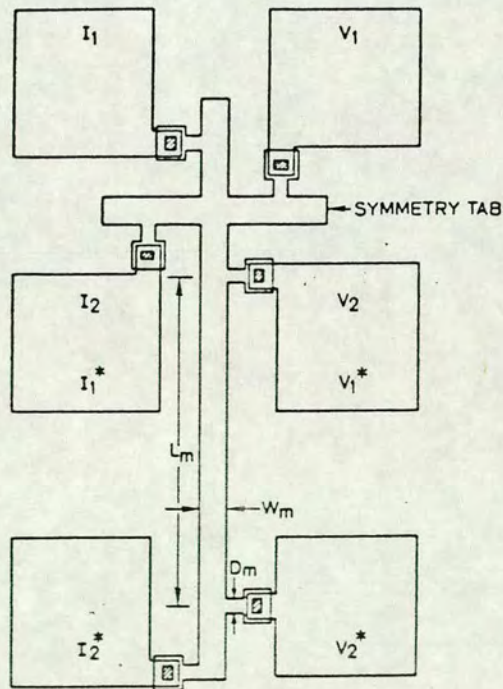 I1 V1
SYMMETRY TAB
I2 V2
I1* V1*
Lm
Wm
Dm
I2* V2*